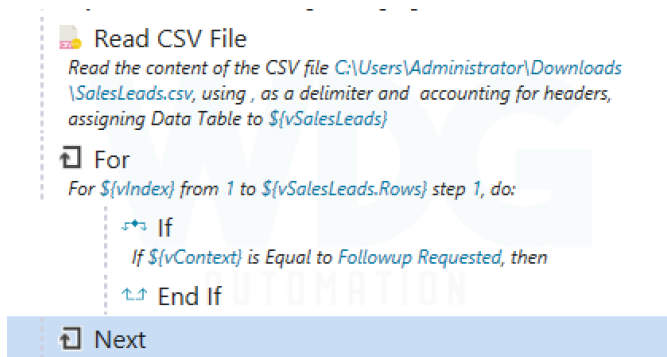 Read CSV File
Read the content of the CSV file C:\Users\Administrator\Downloads
\SalesLeads.csv, using , as a delimiter and accounting for headers,
assigning Data Table to ${vSalesLeads}
For
For ${vIndex} from 1 to ${vSalesLeads.Rows} step 1, do:
If
If ${vContext} is Equal to Followup Requested, then
End If
Next
WDG
AUTOMATION